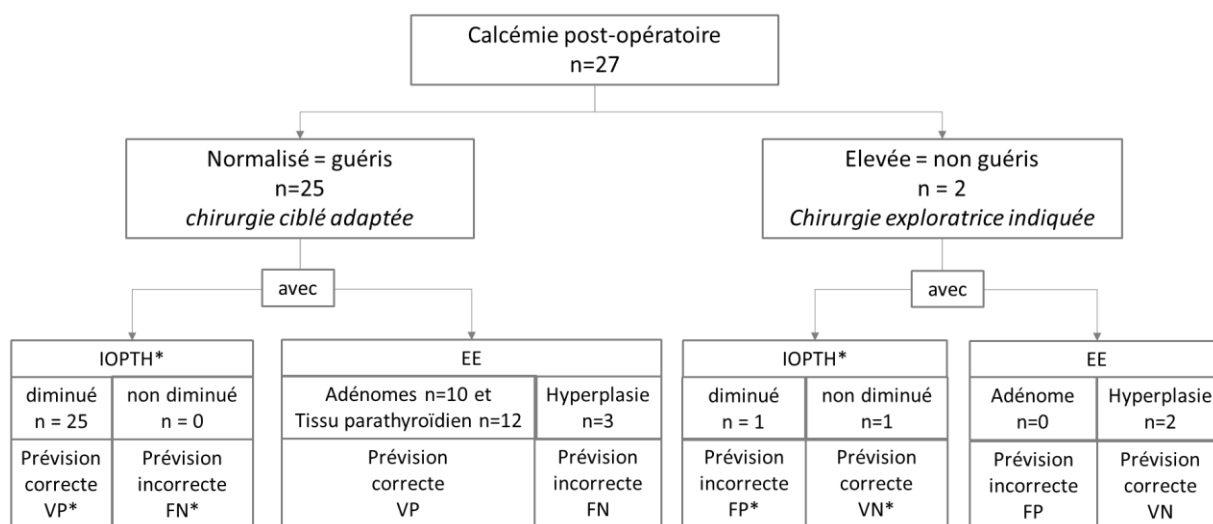 Calcémie post-opératoire
n=27
Normalisé = guéris
n=25
chirurgie ciblé adaptée
Elevée = non guéris
n = 2
Chirurgie exploratrice indiquée
avec
avec
IOPTH*
diminué
n = 25
non diminué
n = 0
Prévision
correcte
VP*
Prévision
incorrecte
FN*
EE
Adénomes n=10 et
Tissu parathyroïdien n=12
Hyperplasie
n=3
Prévision
correcte
VP
Prévision
incorrecte
FN
IOPTH*
diminué
n = 1
non diminué
n=1
Prévision
incorrecte
FP*
Prévision
correcte
VN*
EE
Adénome
n=0
Hyperplasie
n=2
Prévision
incorrecte
FP
Prévision
correcte
VN